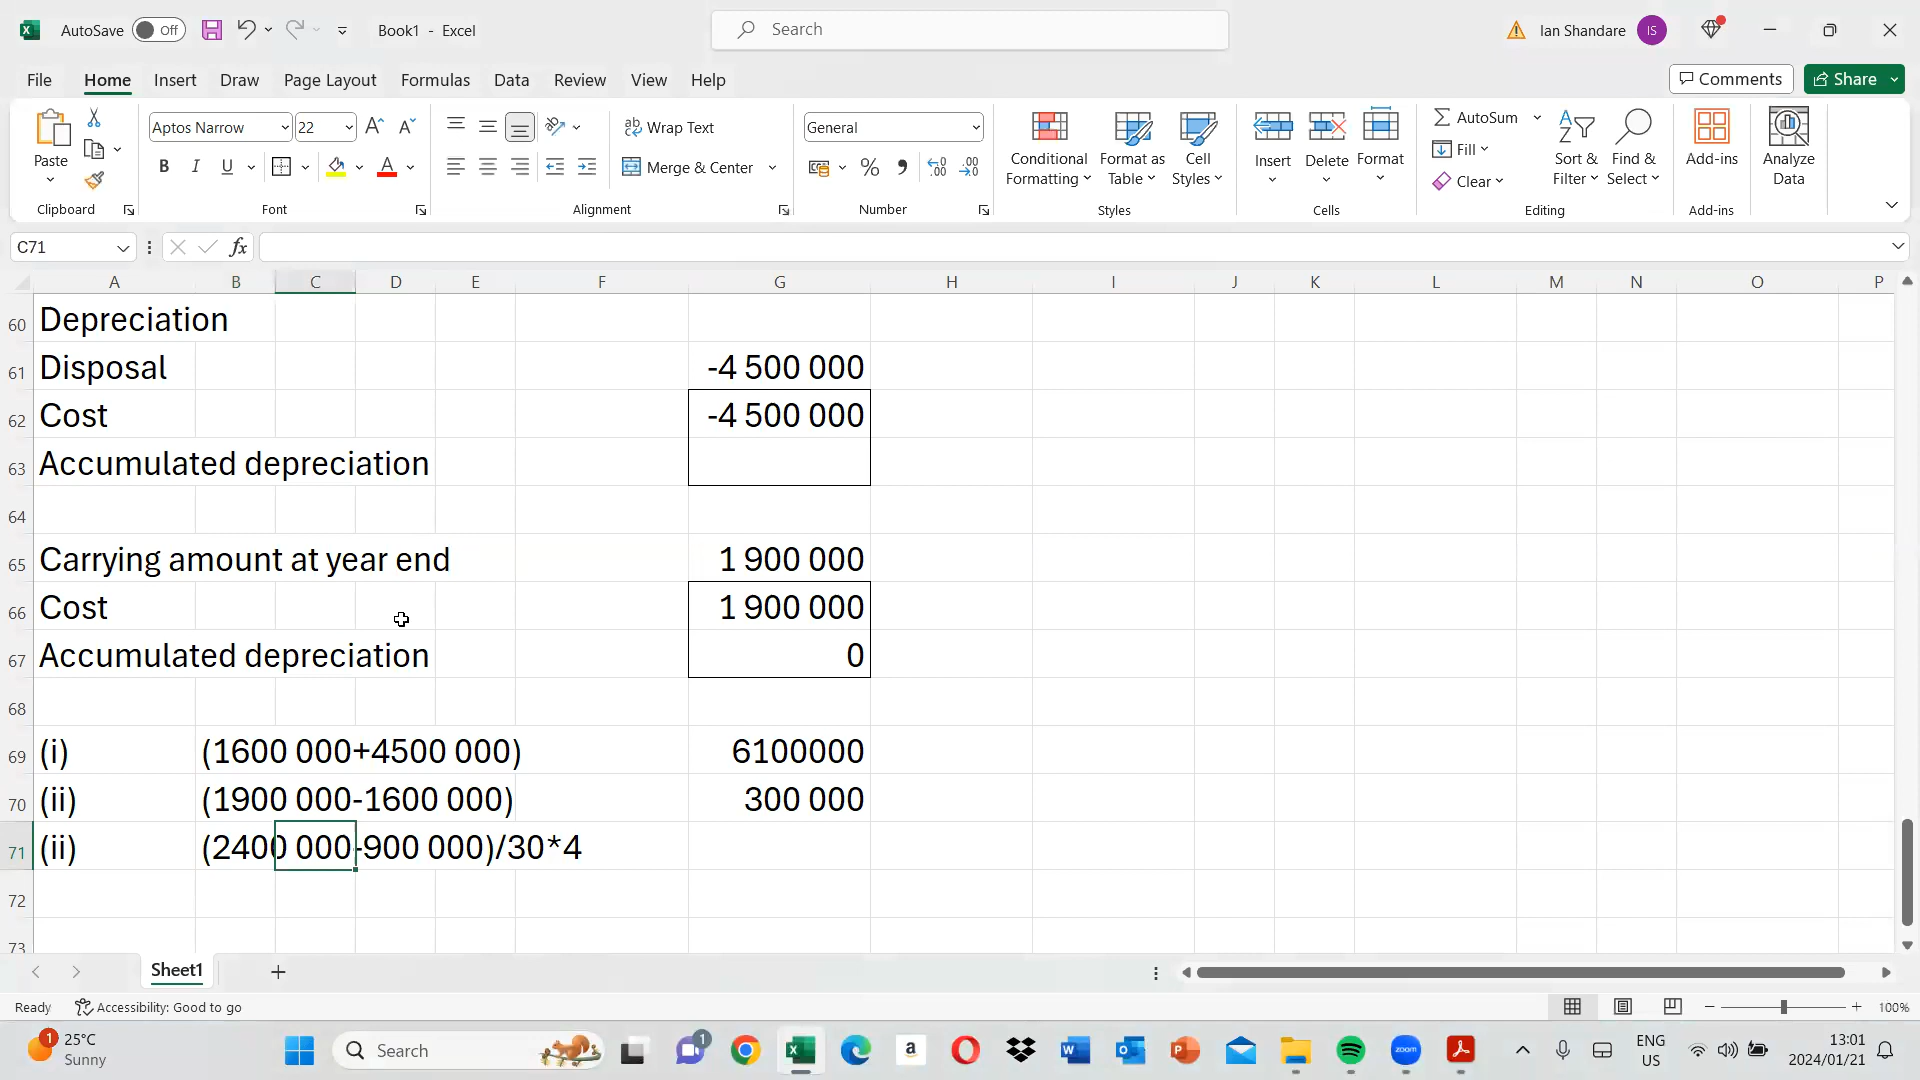 AutoSave Off Book1 - Excel Search Ian Shandare IS
File Home Insert Draw Page Layout Formulas Data Review View Help Comments Share
Paste
Clipboard
Aptos Narrow 22
B I U
Font
Wrap Text
Merge & Center
Alignment
General
Number
Conditional Formatting
Format as Table
Cell Styles
Styles
Insert
Delete
Format
Cells
AutoSum
Fill
Clear
Sort & Filter
Find & Select
Editing
Add-ins
Add-ins
Analyze Data
C71 fx
A B C D E F G H I J K L M N O P
60 Depreciation
61 Disposal -4 500 000
62 Cost -4 500 000
63 Accumulated depreciation
64
65 Carrying amount at year end 1 900 000
66 Cost 1 900 000
67 Accumulated depreciation 0
68
69 (i) (1600 000+4500 000) 6100000
70 (ii) (1900 000-1600 000) 300 000
71 (ii) (2400 000-900 000)/30*4
72
73
Sheet1
Ready Accessibility: Good to go 100%
1 25°C Sunny
Search
1
a
zoom
ENG US
13:01
2024/01/21